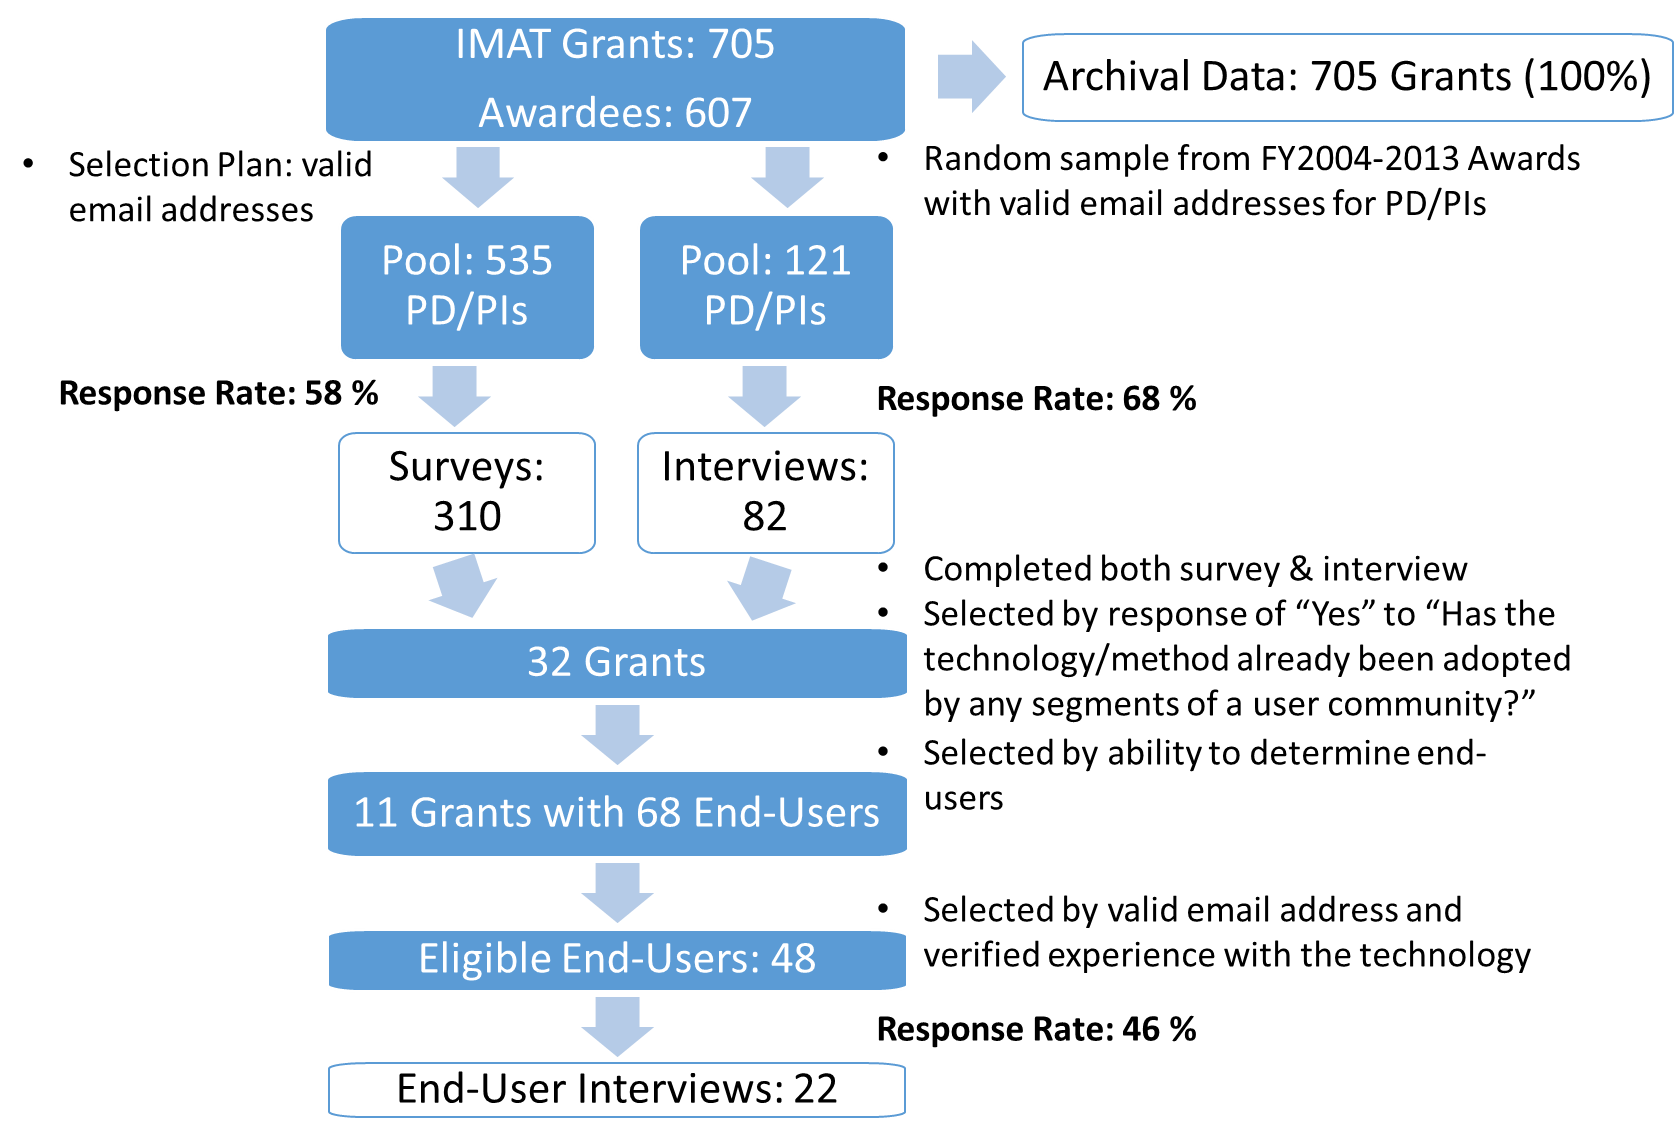 IMAT Grants: 705
Awardees: 607
Archival Data: 705 Grants (100%)
• Selection Plan: valid
email addresses
• Random sample from FY2004-2013 Awards
with valid email addresses for PD/PIs
Pool: 535
PD/PIs
Pool: 121
PD/PIs
Response Rate: 58 %
Response Rate: 68 %
Surveys:
310
Interviews:
82
• Completed both survey & interview
• Selected by response of “Yes” to “Has the
technology/method already been adopted
by any segments of a user community?”
32 Grants
• Selected by ability to determine end-
users
11 Grants with 68 End-Users
• Selected by valid email address and
verified experience with the technology
Eligible End-Users: 48
Response Rate: 46 %
End-User Interviews: 22